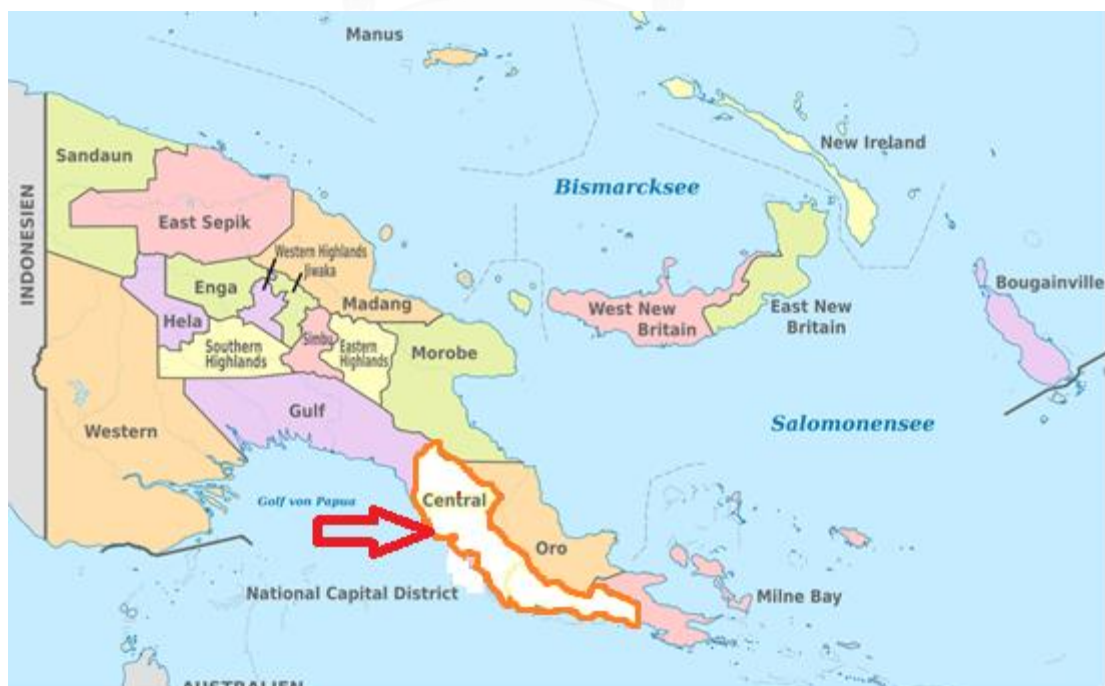 Manus
Sandaun
New Ireland
Bismarcksee
East Sepik
INDONESIEN
Western Highlands
Jiwaka
Bougainville
Enga
Madang
West New
Britain
East New
Britain
Hela
Simbu
Southern
Highlands
Eastern
Highlands
Morobe
Gulf
Western
Salomonensee
Golf von Papua
Central
Oro
National Capital District
Milne Bay
AUSTRALIEN